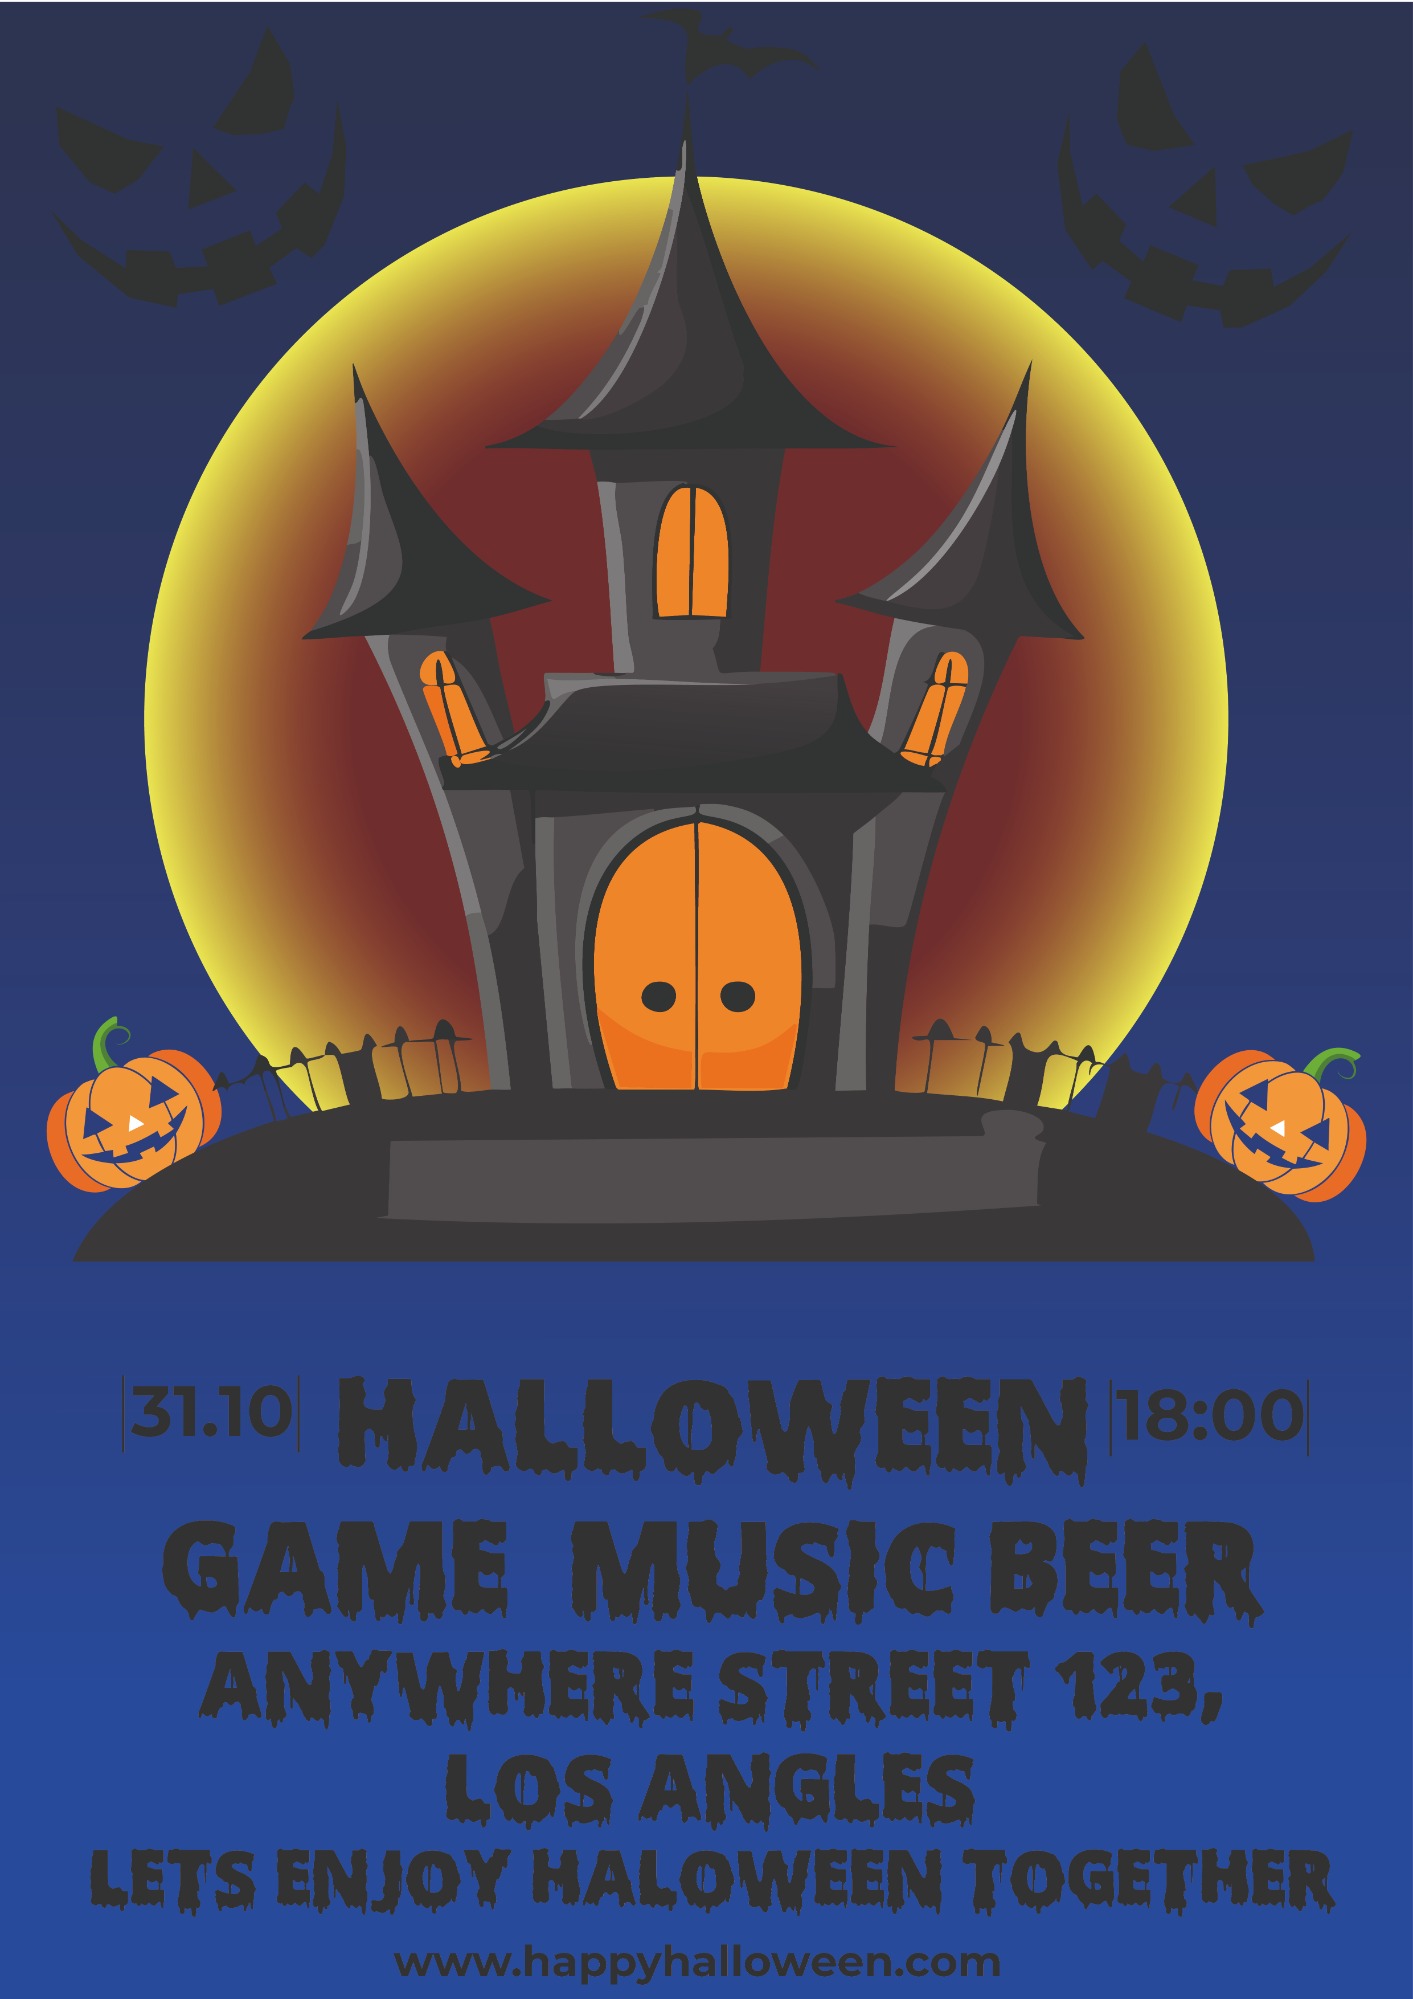 31.10 HALLOWEEN 18:00
GAME MUSIC BEER
ANYWHERE STREET 123,
LOS ANGLES
LETS ENJOY HALOWEEN TOGETHER
www.happyhalloween.com